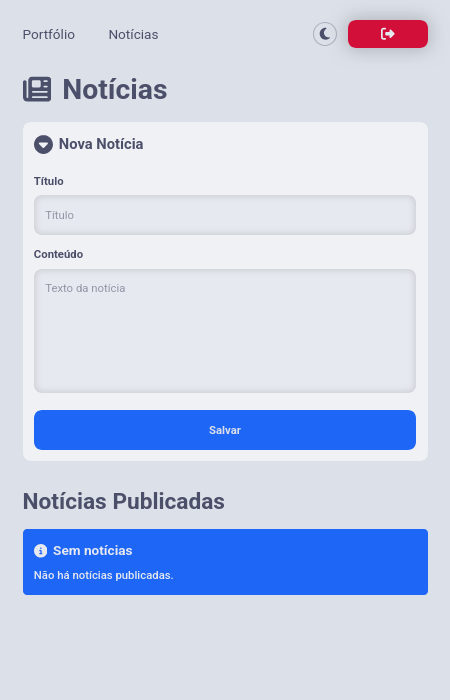 Portfólio Notícias
Notícias
Nova Notícia
Título
Título
Conteúdo
Texto da notícia
Salvar
Notícias Publicadas
Sem notícias
Não há notícias publicadas.